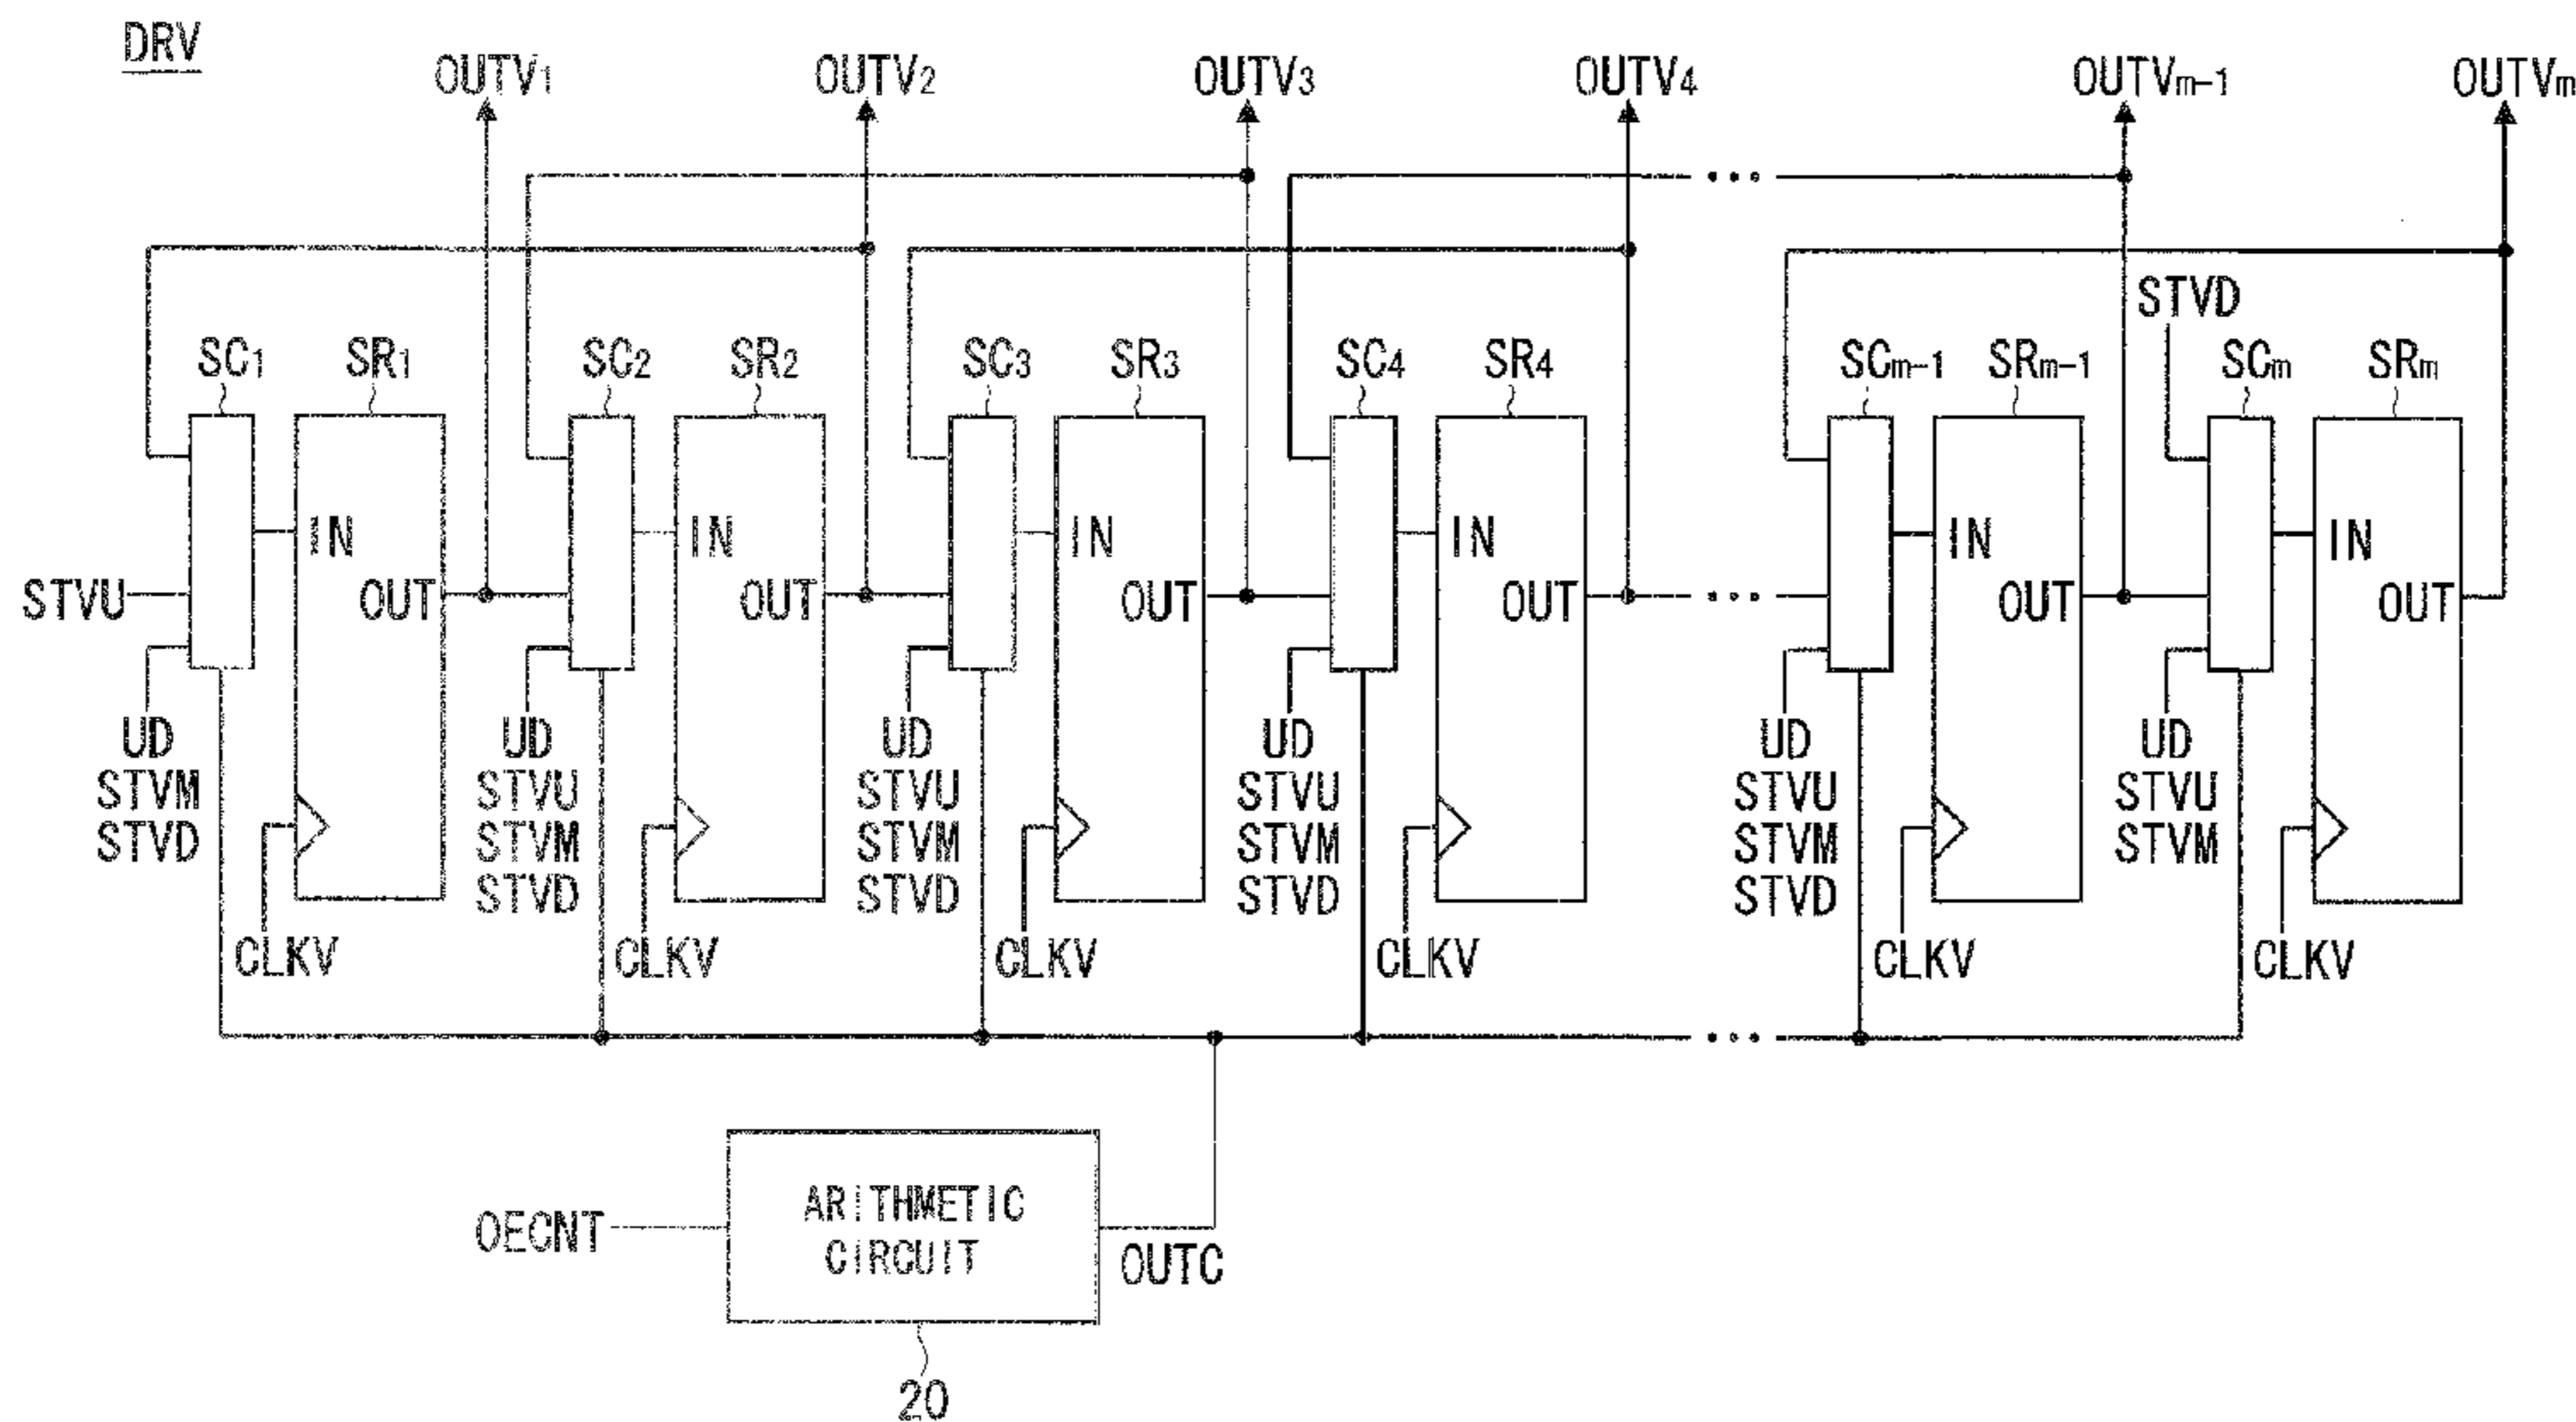 DRV
OUTV1 OUTV2 OUTV3 OUTV4 OUTVm-1 OUTVm
STVD
SC1 SR1 SC2 SR2 SC3 SR3 SC4 SR4 SCm-1 SRm-1 SCm SRm
IN IN IN IN IN IN
STVU OUT OUT OUT OUT OUT OUT
UD UD UD UD UD UD
STVM STVU STVU STVU STVU STVU
STVD STVM STVM STVM STVM STVM
STVD STVD STVD STVD
CLKV CLKV CLKV CLKV CLKV CLKV
OECNT
ARITHMETIC
CIRCUIT
OUTC
20